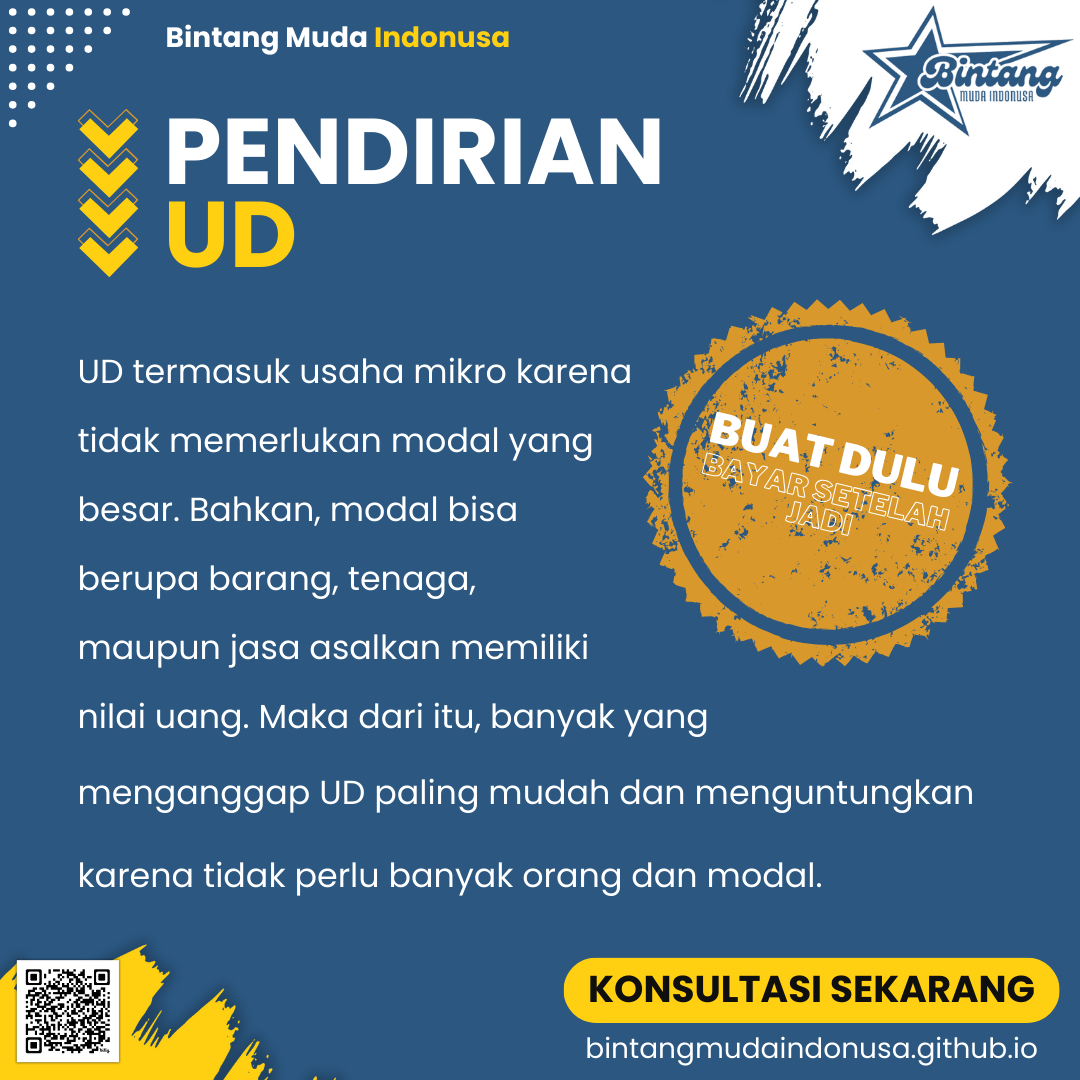 Bintang Muda Indonusa
Bintang
MUDA INDONUSA
PENDIRIAN
UD
UD termasuk usaha mikro karena
tidak memerlukan modal yang
besar. Bahkan, modal bisa
berupa barang, tenaga,
maupun jasa asalkan memiliki
nilai uang. Maka dari itu, banyak yang
menganggap UD paling mudah dan menguntungkan
karena tidak perlu banyak orang dan modal.
BUAT DULU
BAYAR SETELAH
JADI
KONSULTASI SEKARANG
bintangmudaindonusa.github.io